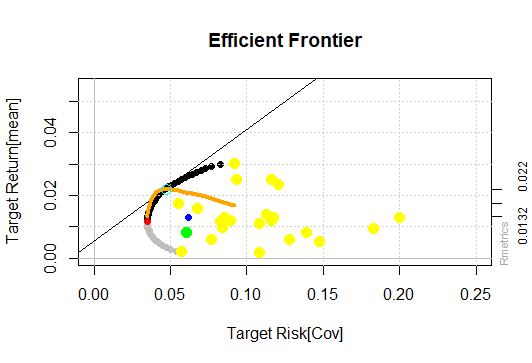 Efficient Frontier
Target Return[mean]
0.04
0.02
0.00
0.00
0.05
0.10
0.15
0.20
0.25
Target Risk[Cov]
0.022
0.0132
Rmetrics